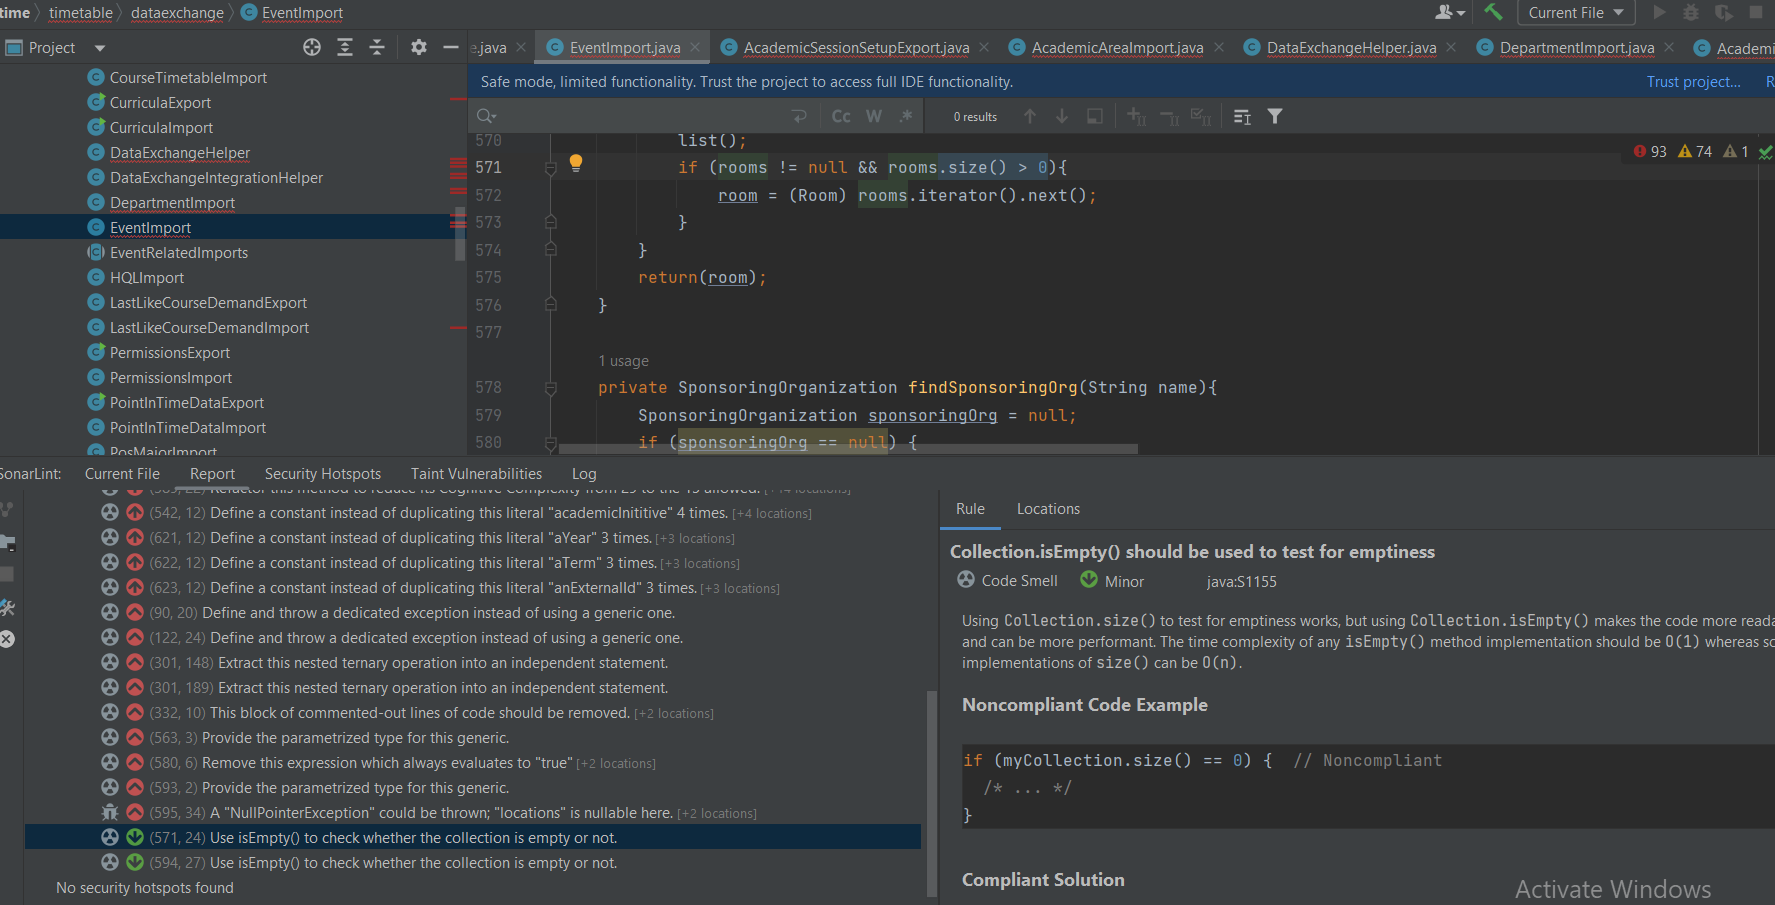 time timetable dataexchange EventImport Current File
Project e.java EventImport.java AcademicSessionSetupExport.java AcademicAreaImport.java DataExchangeHelper.java DepartmentImport.java Academi
Safe mode, limited functionality. Trust the project to access full IDE functionality. Trust project... R
Cc W .* 0 results
93 74 1
CourseTimetableImport
CurriculaExport
CurriculaImport
DataExchangeHelper
DataExchangeIntegrationHelper
DepartmentImport
EventImport
EventRelatedImports
HQLImport
LastLikeCourseDemandExport
LastLikeCourseDemandImport
PermissionsExport
PermissionsImport
PointInTimeDataExport
PointInTimeDataImport
PosMajorImport
570 list();
571 if (rooms != null && rooms.size() > 0){
572 room = (Room) rooms.iterator().next();
573 }
574 }
575 return(room);
576 }
577
1 usage
578 private SponsoringOrganization findSponsoringOrg(String name){
579 SponsoringOrganization sponsoringOrg = null;
580 if (sponsoringOrg == null) {
SonarLint: Current File Report Security Hotspots Taint Vulnerabilities Log
(542, 12) Define a constant instead of duplicating this literal "academicInititive" 4 times. [+4 locations]
(621, 12) Define a constant instead of duplicating this literal "aYear" 3 times. [+3 locations]
(622, 12) Define a constant instead of duplicating this literal "aTerm" 3 times. [+3 locations]
(623, 12) Define a constant instead of duplicating this literal "anExternalId" 3 times. [+3 locations]
(90, 20) Define and throw a dedicated exception instead of using a generic one.
(122, 24) Define and throw a dedicated exception instead of using a generic one.
(301, 148) Extract this nested ternary operation into an independent statement.
(301, 189) Extract this nested ternary operation into an independent statement.
(332, 10) This block of commented-out lines of code should be removed. [+2 locations]
(563, 3) Provide the parametrized type for this generic.
(580, 6) Remove this expression which always evaluates to "true" [+2 locations]
(593, 2) Provide the parametrized type for this generic.
(595, 34) A "NullPointerException" could be thrown; "locations" is nullable here. [+2 locations]
(571, 24) Use isEmpty() to check whether the collection is empty or not.
(594, 27) Use isEmpty() to check whether the collection is empty or not.
No security hotspots found
Rule Locations
Collection.isEmpty() should be used to test for emptiness
Code Smell Minor java:S1155
Using Collection.size() to test for emptiness works, but using Collection.isEmpty() makes the code more reada
and can be more performant. The time complexity of any isEmpty() method implementation should be O(1) whereas so
implementations of size() can be O(n).
Noncompliant Code Example
if (myCollection.size() == 0) { // Noncompliant
/* ... */
}
Compliant Solution
Activate Windows